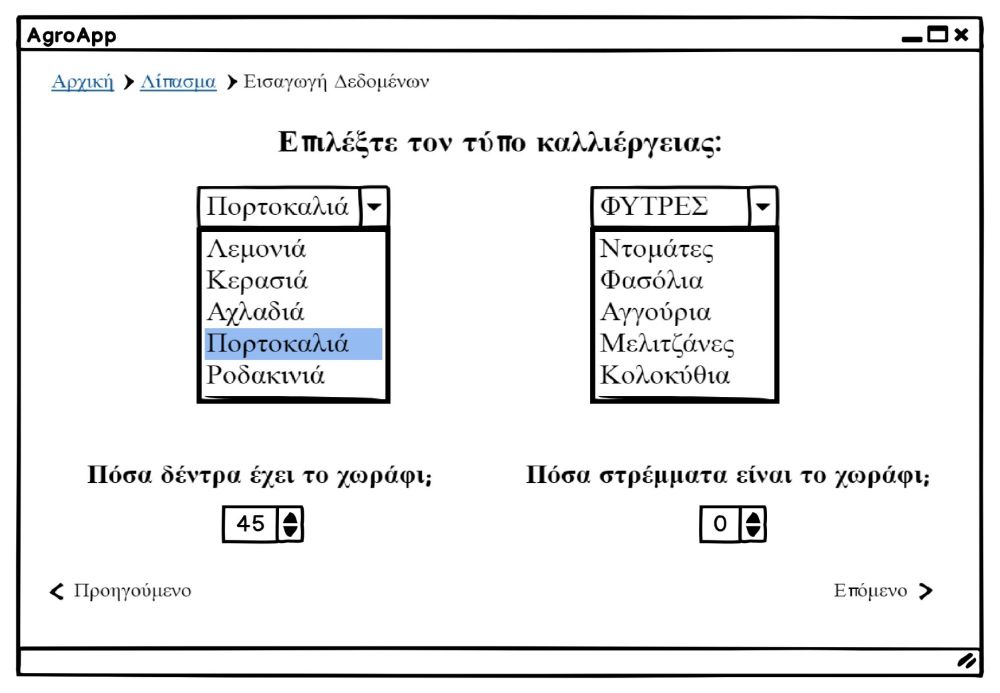 AgroApp
Αρχική Λίπασμα Εισαγωγή Δεδομένων
Επιλέξτε τον τύπο καλλιέργειας:
Πορτοκαλιά
Λεμονιά
Κερασιά
Αχλαδιά
Πορτοκαλιά
Ροδακινιά
ΦΥΤΡΕΣ
Ντομάτες
Φασόλια
Αγγούρια
Μελιτζάνες
Κολοκύθια
Πόσα δέντρα έχει το χωράφι;
45
Πόσα στρέμματα είναι το χωράφι;
0
Προηγούμενο
Επόμενο